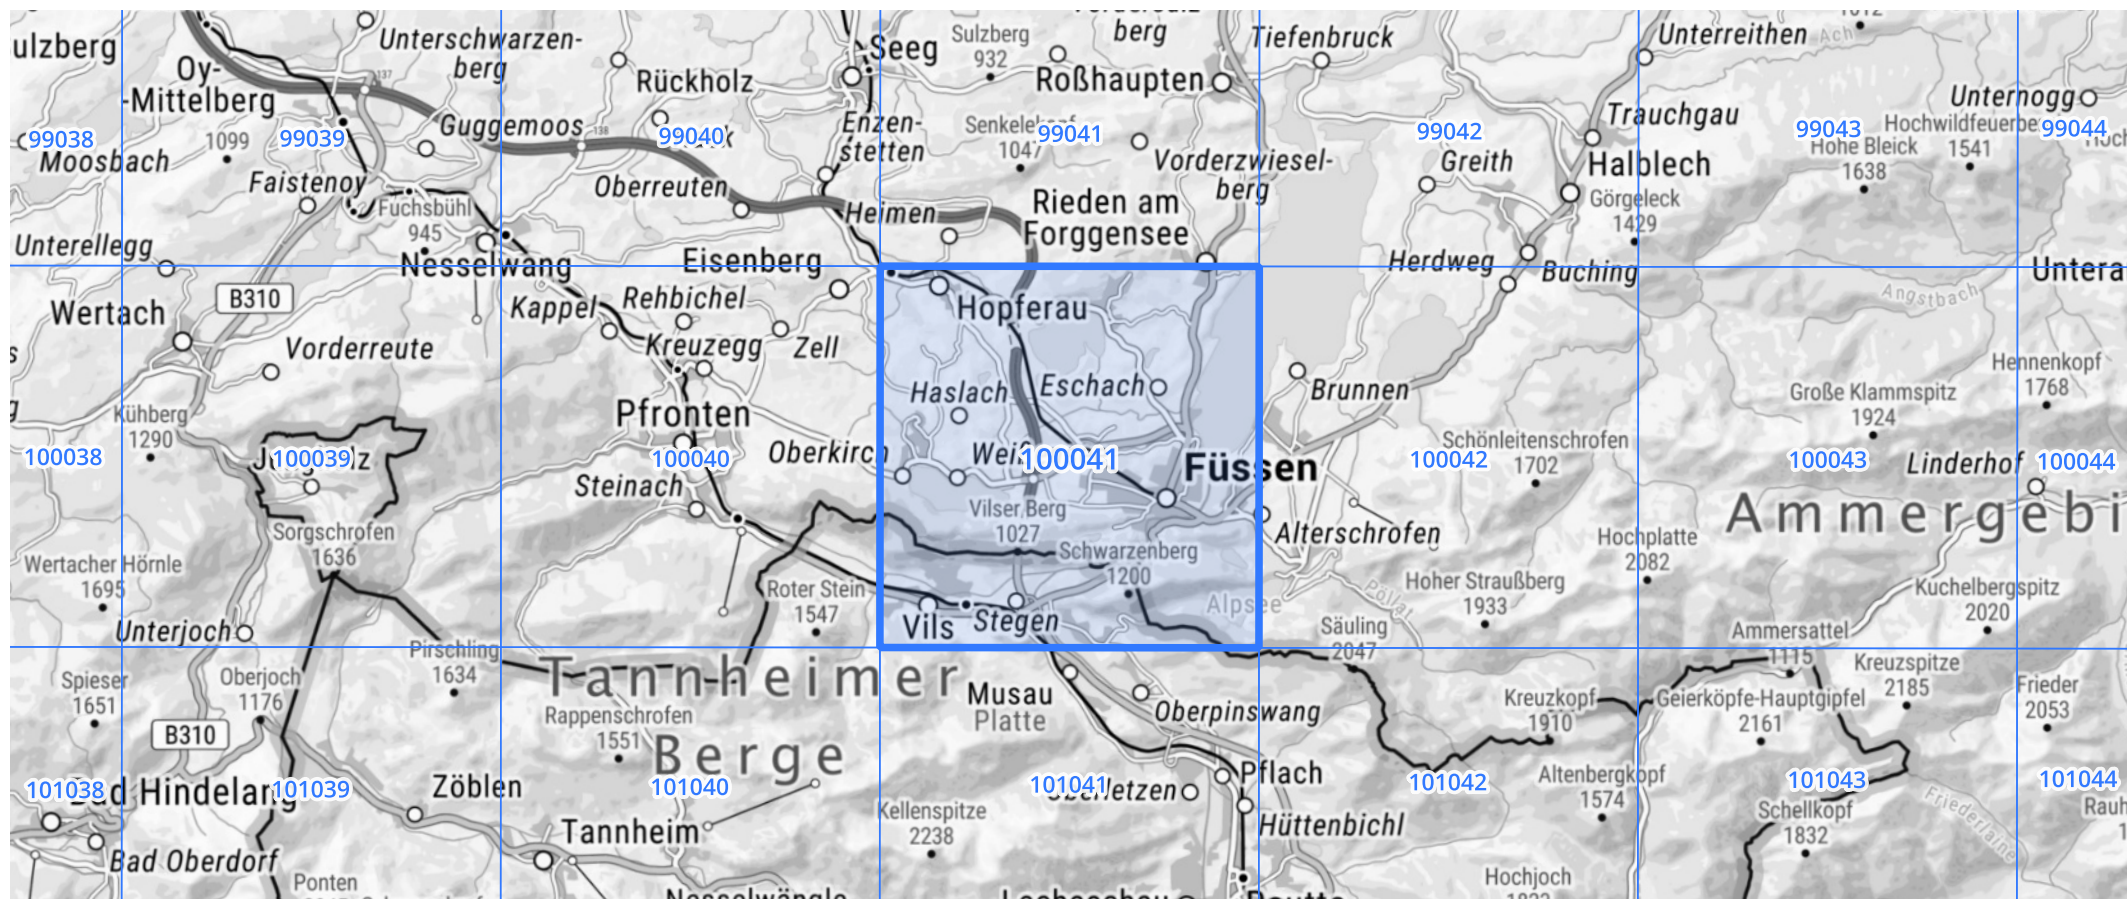 ulzberg
Unterschwarzen-
berg
Oy-
-Mittelberg
137
Rückholz
Seeg
Sulzberg
932
berg
Roßhaupten
Tiefenbruck
Unterreithen
Ach
Unternogg
Trauchgau
99038
Moosbach
1099
99039
Guggemoos
138
99040
Enzen-
stetten
99041
1047
Vorderzwiesel-
berg
99042
Greith
Halblech
99043
Hohe Bleick
1638
1541
99044
Faistenoy
Fuchsbühl
945
Oberreuten
Heimen
Rieden am
Forggensee
Görgeleck
1429
Unterellegg
Nesselwang
Eisenberg
Herdweg
Buching
Untera
B310
Wertach
Kappel
Rehbichel
Hopferau
Angstbach
Vorderreute
Kreuzegg
Zell
Hennenkopf
1768
Kühberg
1290
Pfronten
Haslach
Eschach
Brunnen
Große Klammspitz
1924
100038
100039
100040
Oberkirch
100041
Füssen
100042
Schönleitenschrofen
1702
100043
Linderhof
100044
Steinach
Sorgschrofen
1636
Vilser Berg
1027
Alterschrofen
Ammergebi
Wertacher Hörnle
1695
Schwarzenberg
1200
Hochplatte
2082
Roter Stein
1547
Alpsee
Hoher Straußberg
1933
Pöllat
Kuchelbergspitz
2020
Unterjoch
Vils
Stegen
Säuling
2047
Ammersattel
1115
Pirschling
1634
Spieser
1651
Oberjoch
1176
Tannheimer
Berge
Musau
Platte
Kreuzkopf
1910
Geierköpfe-Hauptgipfel
2161
Kreuzspitze
2185
Frieder
2053
B310
Rappenschrofen
1551
Oberpinswang
101038
Bad Hindelang
101039
Zöblen
101040
101041
Pflach
101042
Altenbergkopf
1574
101043
101044
Kellenspitze
2238
Schellkopf
1832
Friederlaine
Tannheim
Hüttenbichl
Bad Oberdorf
Ponten
Nesselwängle
Hochjoch